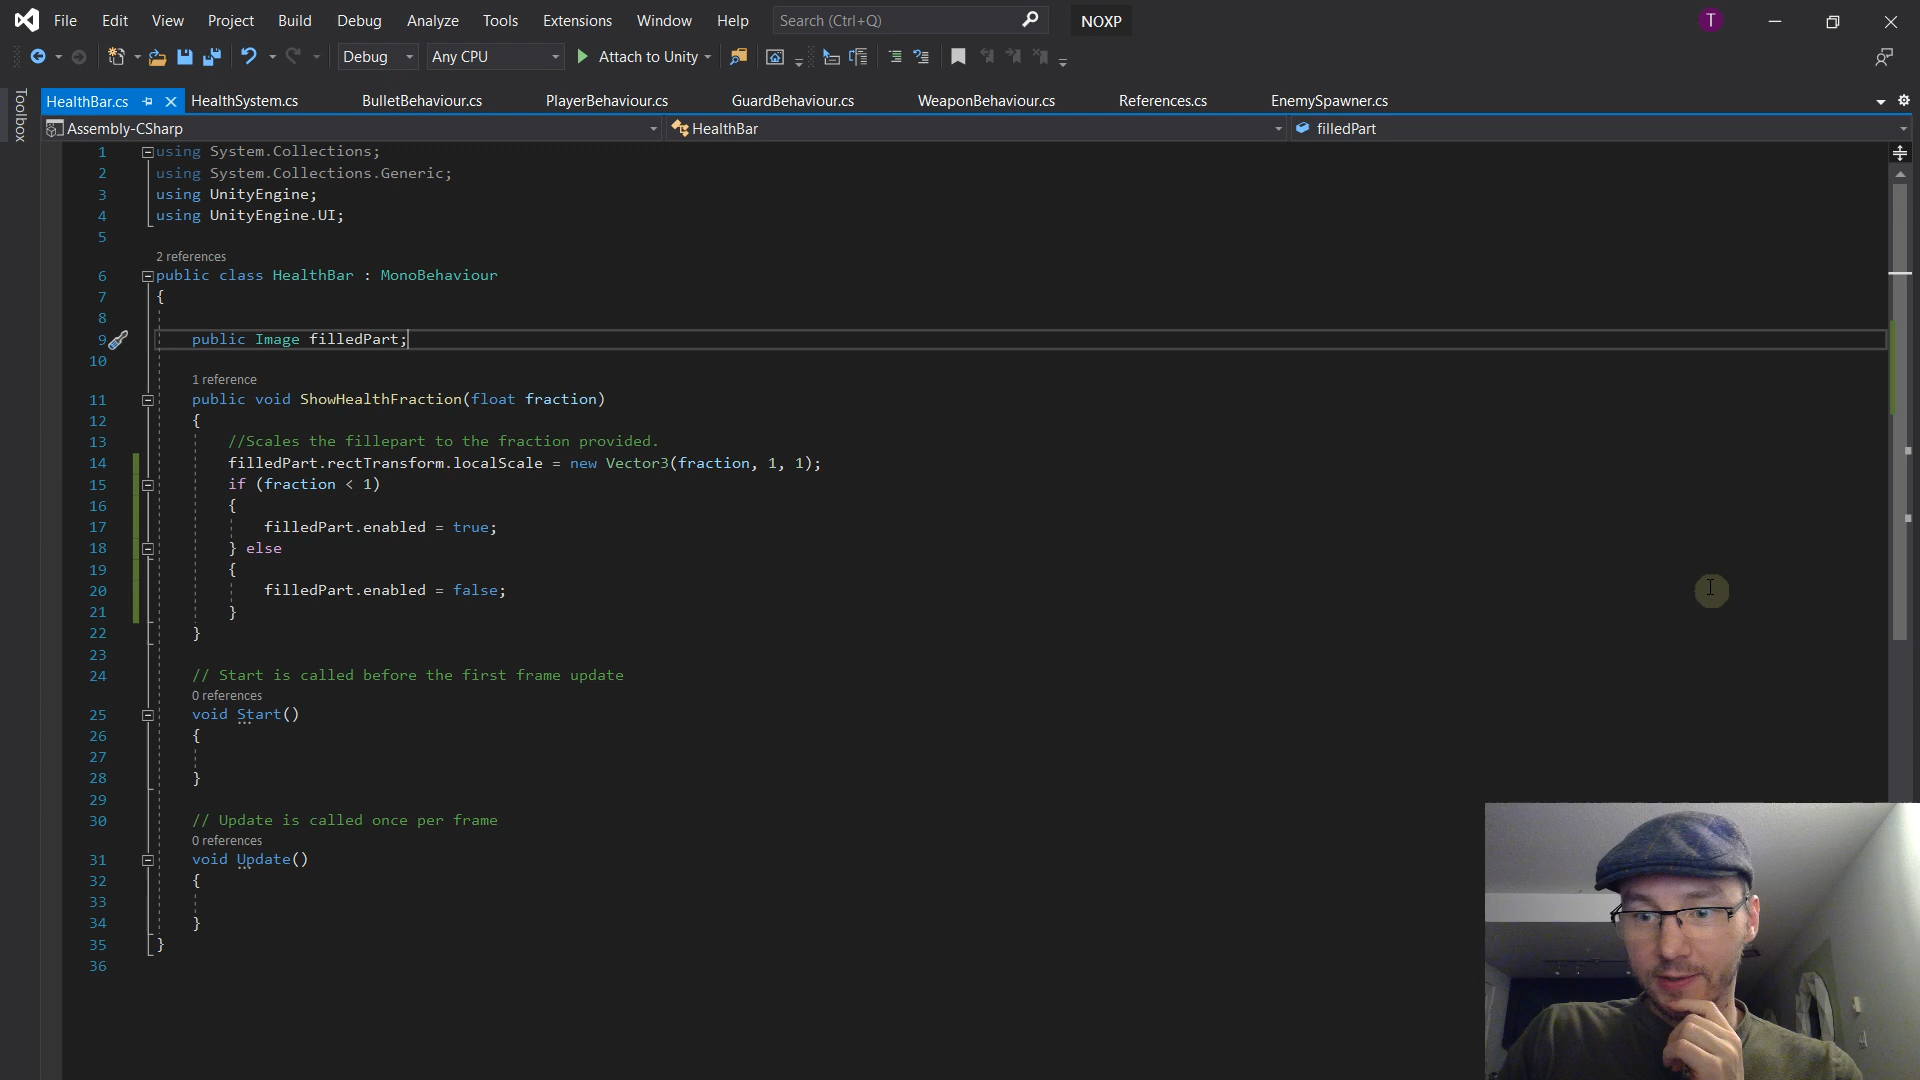 File Edit View Project Build Debug Analyze Tools Extensions Window Help Search (Ctrl+Q) NOXP T
Debug Any CPU Attach to Unity
Toolbox
HealthBar.cs HealthSystem.cs BulletBehaviour.cs PlayerBehaviour.cs GuardBehaviour.cs WeaponBehaviour.cs References.cs EnemySpawner.cs
Assembly-CSharp HealthBar filledPart
1 using System.Collections;
2 using System.Collections.Generic;
3 using UnityEngine;
4 using UnityEngine.UI;
5
2 references
6 public class HealthBar : MonoBehaviour
7 {
8
9 public Image filledPart;
10
1 reference
11 public void ShowHealthFraction(float fraction)
12 {
13 //Scales the fillepart to the fraction provided.
14 filledPart.rectTransform.localScale = new Vector3(fraction, 1, 1);
15 if (fraction < 1)
16 {
17 filledPart.enabled = true;
18 } else
19 {
20 filledPart.enabled = false;
21 }
22 }
23
24 // Start is called before the first frame update
0 references
25 void Start()
26 {
27
28 }
29
30 // Update is called once per frame
0 references
31 void Update()
32 {
33
34 }
35 }
36